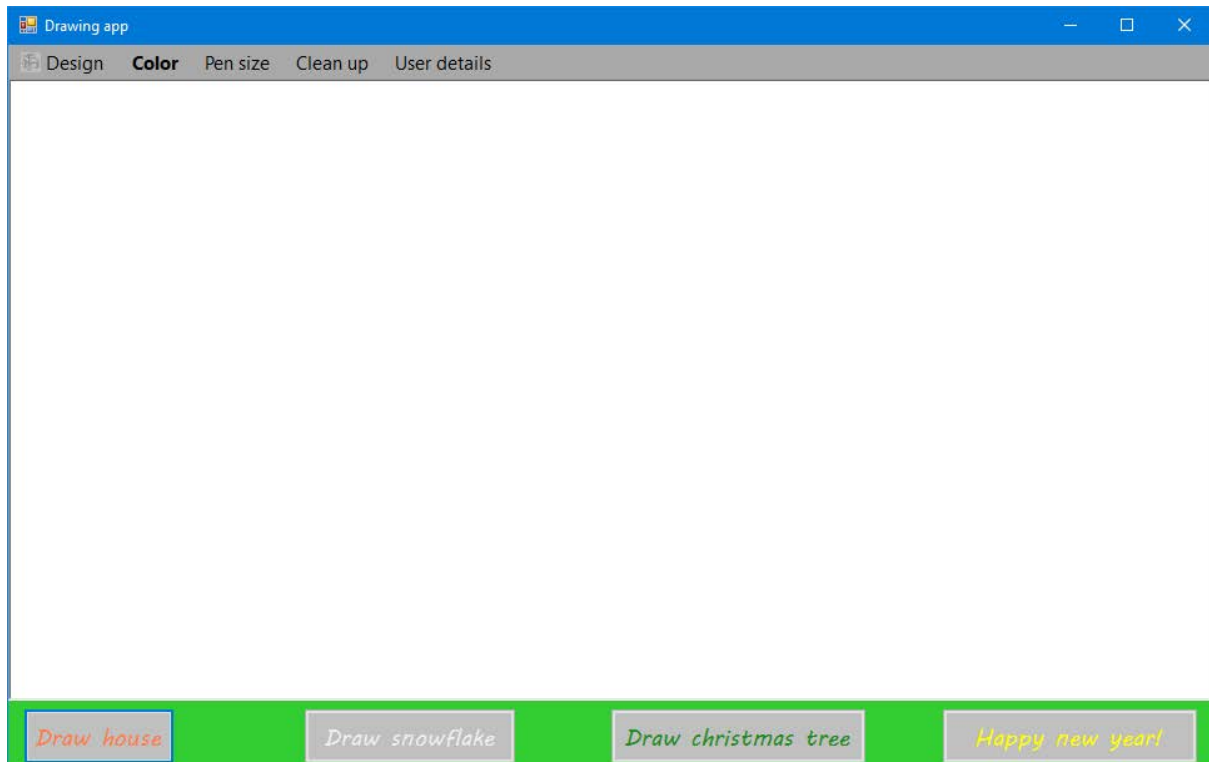 Drawing app
Design Color Pen size Clean up User details
Draw house Draw snowflake Draw christmas tree Happy new year!